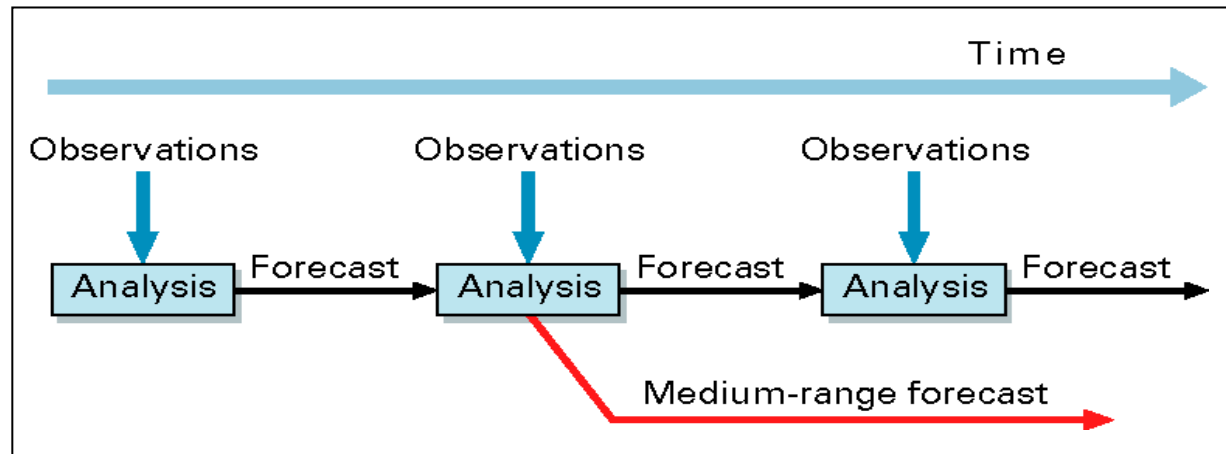 Time
Observations Observations Observations
Analysis Forecast Analysis Forecast Analysis Forecast
Medium-range forecast